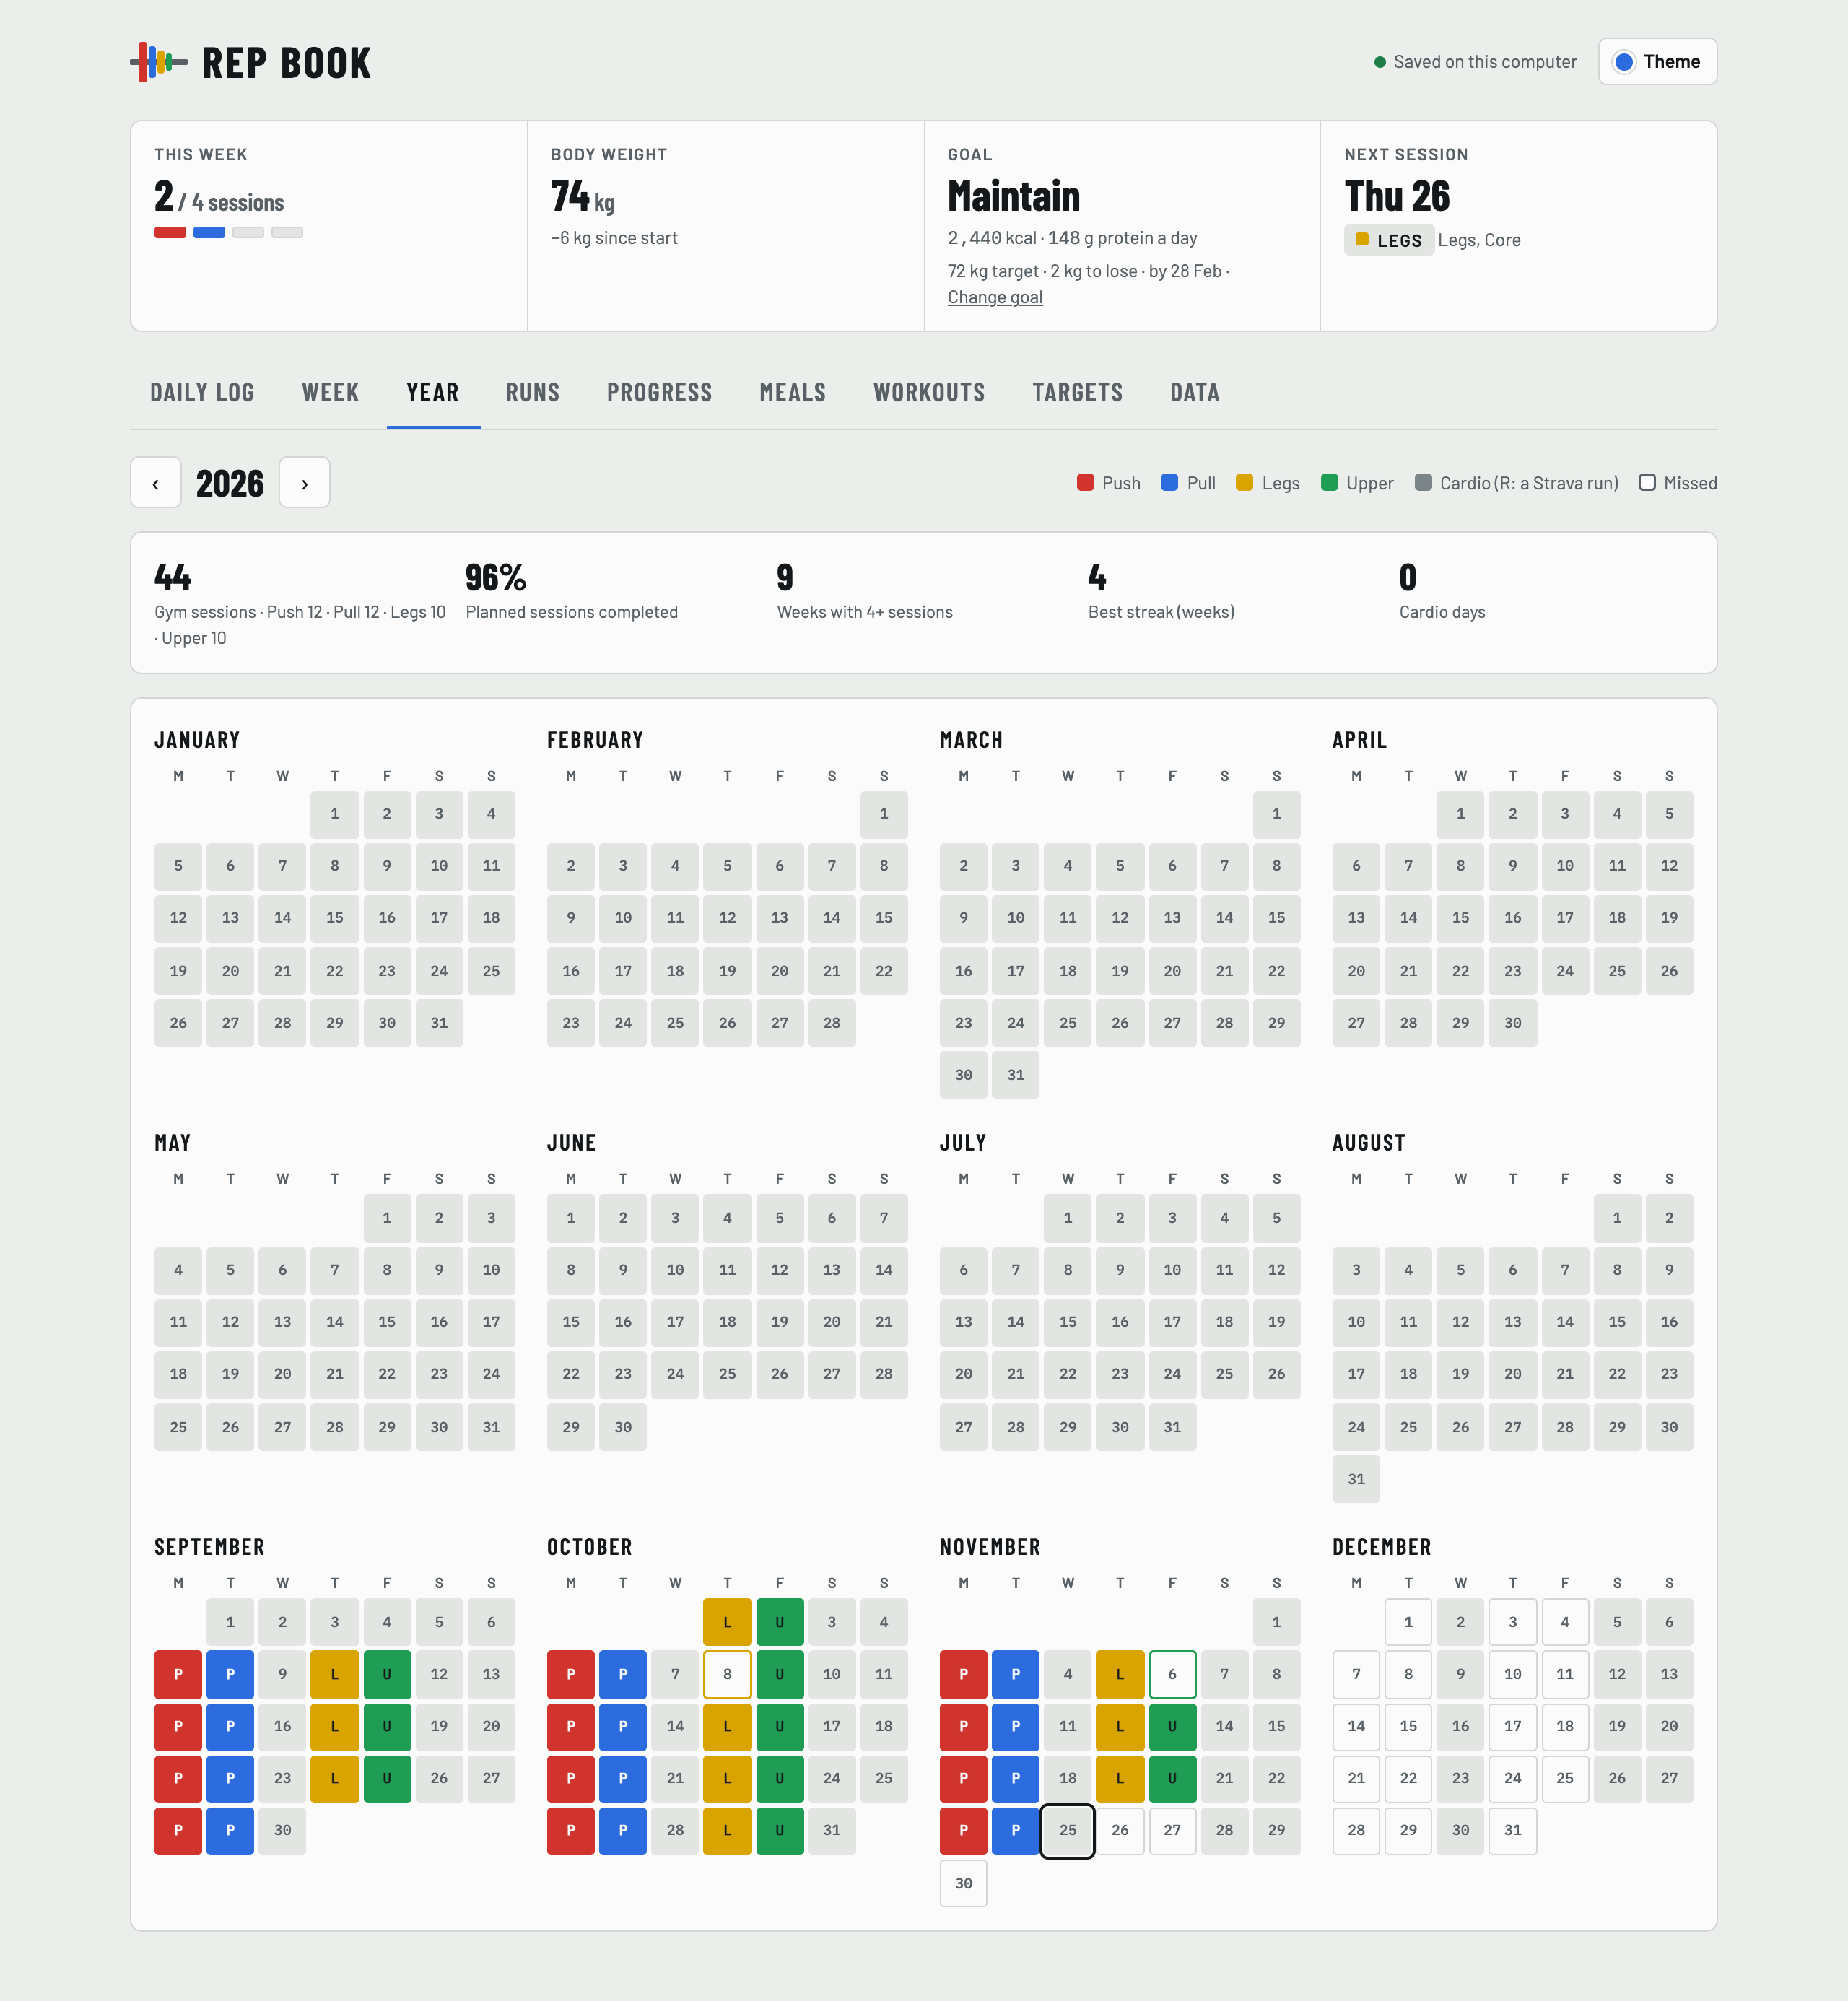 REP BOOK
Saved on this computer
Theme
THIS WEEK
2 / 4 sessions
BODY WEIGHT
74 kg
−6 kg since start
GOAL
Maintain
2,440 kcal · 148 g protein a day
72 kg target · 2 kg to lose · by 28 Feb ·
Change goal
NEXT SESSION
Thu 26
LEGS Legs, Core
DAILY LOG WEEK YEAR RUNS PROGRESS MEALS WORKOUTS TARGETS DATA
‹ 2026 ›
Push Pull Legs Upper Cardio (R: a Strava run) Missed
44
Gym sessions · Push 12 · Pull 12 · Legs 10
· Upper 10
96%
Planned sessions completed
9
Weeks with 4+ sessions
4
Best streak (weeks)
0
Cardio days
JANUARY
M T W T F S S
1 2 3 4
5 6 7 8 9 10 11
12 13 14 15 16 17 18
19 20 21 22 23 24 25
26 27 28 29 30 31
FEBRUARY
M T W T F S S
1
2 3 4 5 6 7 8
9 10 11 12 13 14 15
16 17 18 19 20 21 22
23 24 25 26 27 28
MARCH
M T W T F S S
1
2 3 4 5 6 7 8
9 10 11 12 13 14 15
16 17 18 19 20 21 22
23 24 25 26 27 28 29
30 31
APRIL
M T W T F S S
1 2 3 4 5
6 7 8 9 10 11 12
13 14 15 16 17 18 19
20 21 22 23 24 25 26
27 28 29 30
MAY
M T W T F S S
1 2 3
4 5 6 7 8 9 10
11 12 13 14 15 16 17
18 19 20 21 22 23 24
25 26 27 28 29 30 31
JUNE
M T W T F S S
1 2 3 4 5 6 7
8 9 10 11 12 13 14
15 16 17 18 19 20 21
22 23 24 25 26 27 28
29 30
JULY
M T W T F S S
1 2 3 4 5
6 7 8 9 10 11 12
13 14 15 16 17 18 19
20 21 22 23 24 25 26
27 28 29 30 31
AUGUST
M T W T F S S
1 2
3 4 5 6 7 8 9
10 11 12 13 14 15 16
17 18 19 20 21 22 23
24 25 26 27 28 29 30
31
SEPTEMBER
M T W T F S S
1 2 3 4 5 6
P P 9 L U 12 13
P P 16 L U 19 20
P P 23 L U 26 27
P P 30
OCTOBER
M T W T F S S
L U 3 4
P P 7 8 U 10 11
P P 14 L U 17 18
P P 21 L U 24 25
P P 28 L U 31
NOVEMBER
M T W T F S S
1
P P 4 L 6 7 8
P P 11 L U 14 15
P P 18 L U 21 22
P P 25 26 27 28 29
30
DECEMBER
M T W T F S S
1 2 3 4 5 6
7 8 9 10 11 12 13
14 15 16 17 18 19 20
21 22 23 24 25 26 27
28 29 30 31